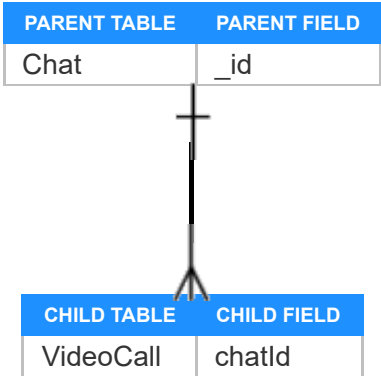 PARENT TABLE PARENT FIELD
Chat _id
CHILD TABLE CHILD FIELD
VideoCall chatId